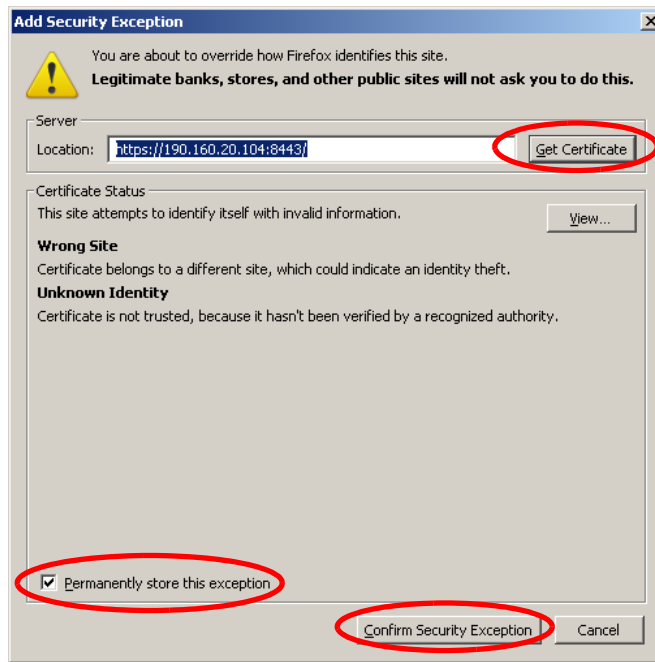 Add Security Exception
You are about to override how Firefox identifies this site.
Legitimate banks, stores, and other public sites will not ask you to do this.
Server
Location: https://190.160.20.104:8443/ Get Certificate
Certificate Status
This site attempts to identify itself with invalid information.
View...
Wrong Site
Certificate belongs to a different site, which could indicate an identity theft.
Unknown Identity
Certificate is not trusted, because it hasn't been verified by a recognized authority.
Permanently store this exception
Confirm Security Exception Cancel